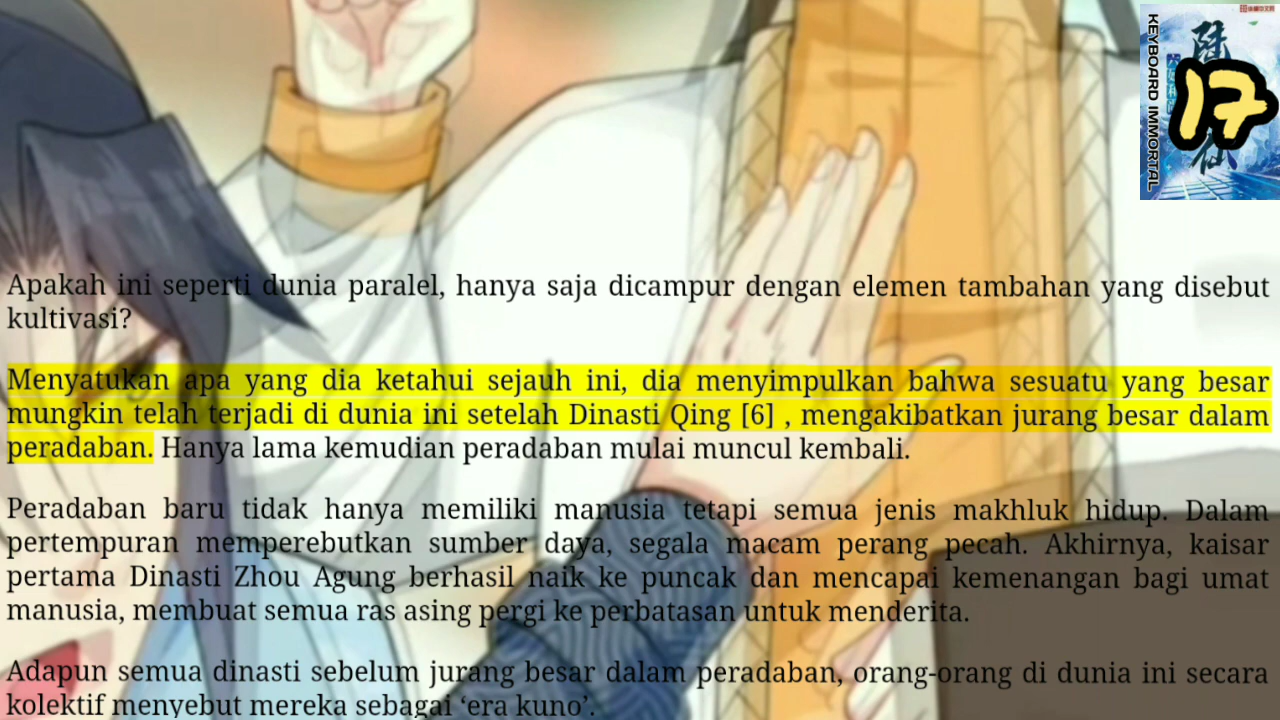 KEYBOARD IMMORTAL
17
Apakah ini seperti dunia paralel, hanya saja dicampur dengan elemen tambahan yang disebut
kultivasi?
Menyatukan apa yang dia ketahui sejauh ini, dia menyimpulkan bahwa sesuatu yang besar
mungkin telah terjadi di dunia ini setelah Dinasti Qing [6] , mengakibatkan jurang besar dalam
peradaban. Hanya lama kemudian peradaban mulai muncul kembali.
Peradaban baru tidak hanya memiliki manusia tetapi semua jenis makhluk hidup. Dalam
pertempuran memperebutkan sumber daya, segala macam perang pecah. Akhirnya, kaisar
pertama Dinasti Zhou Agung berhasil naik ke puncak dan mencapai kemenangan bagi umat
manusia, membuat semua ras asing pergi ke perbatasan untuk menderita.
Adapun semua dinasti sebelum jurang besar dalam peradaban, orang-orang di dunia ini secara
kolektif menyebut mereka sebagai ‘era kuno’.